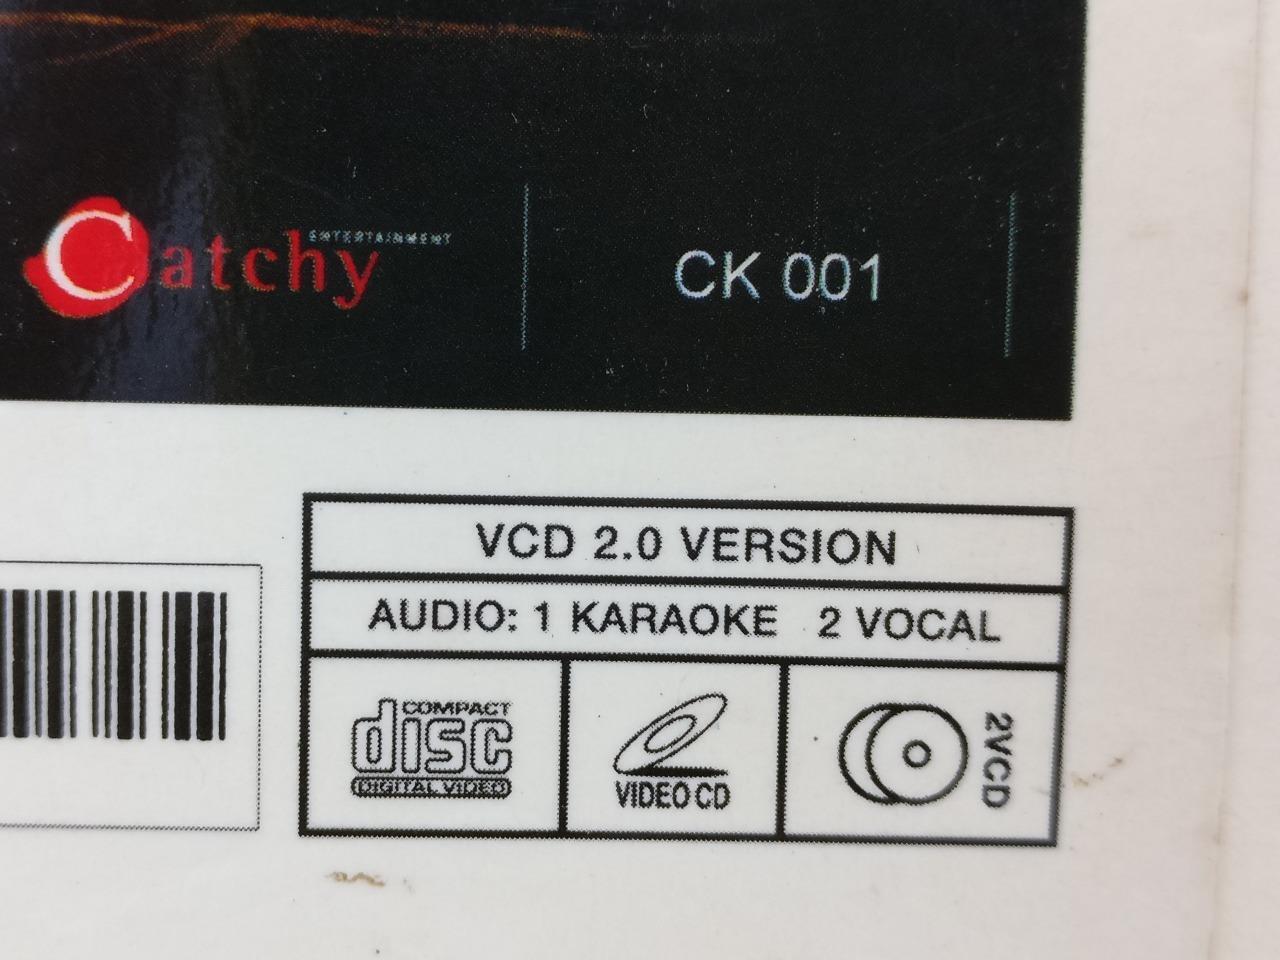 Catchy ENTERTAINMENT
CK 001
VCD 2.0 VERSION
AUDIO: 1 KARAOKE 2 VOCAL
COMPACT
disc
DIGITAL VIDEO
VIDEO CD
2VCD